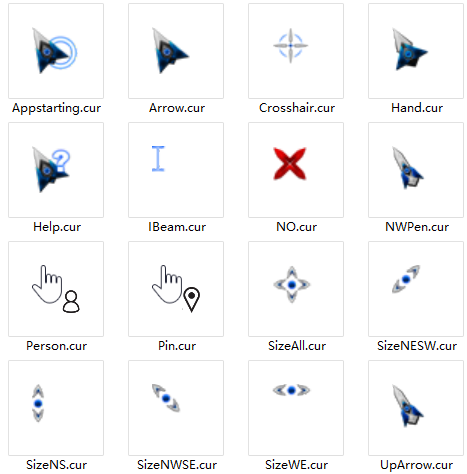 Appstarting.cur Arrow.cur Crosshair.cur Hand.cur
Help.cur IBeam.cur NO.cur NWPen.cur
Person.cur Pin.cur SizeAll.cur SizeNESW.cur
SizeNS.cur SizeNWSE.cur SizeWE.cur UpArrow.cur